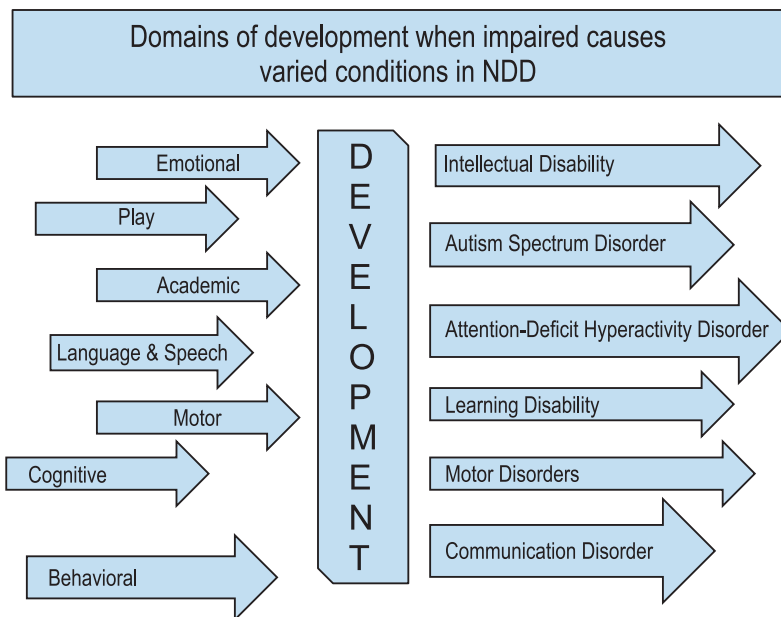 Domains of development when impaired causes
varied conditions in NDD
Emotional
Play
Academic
Language & Speech
Motor
Cognitive
Behavioral
DEVELOPMENT
Intellectual Disability
Autism Spectrum Disorder
Attention-Deficit Hyperactivity Disorder
Learning Disability
Motor Disorders
Communication Disorder